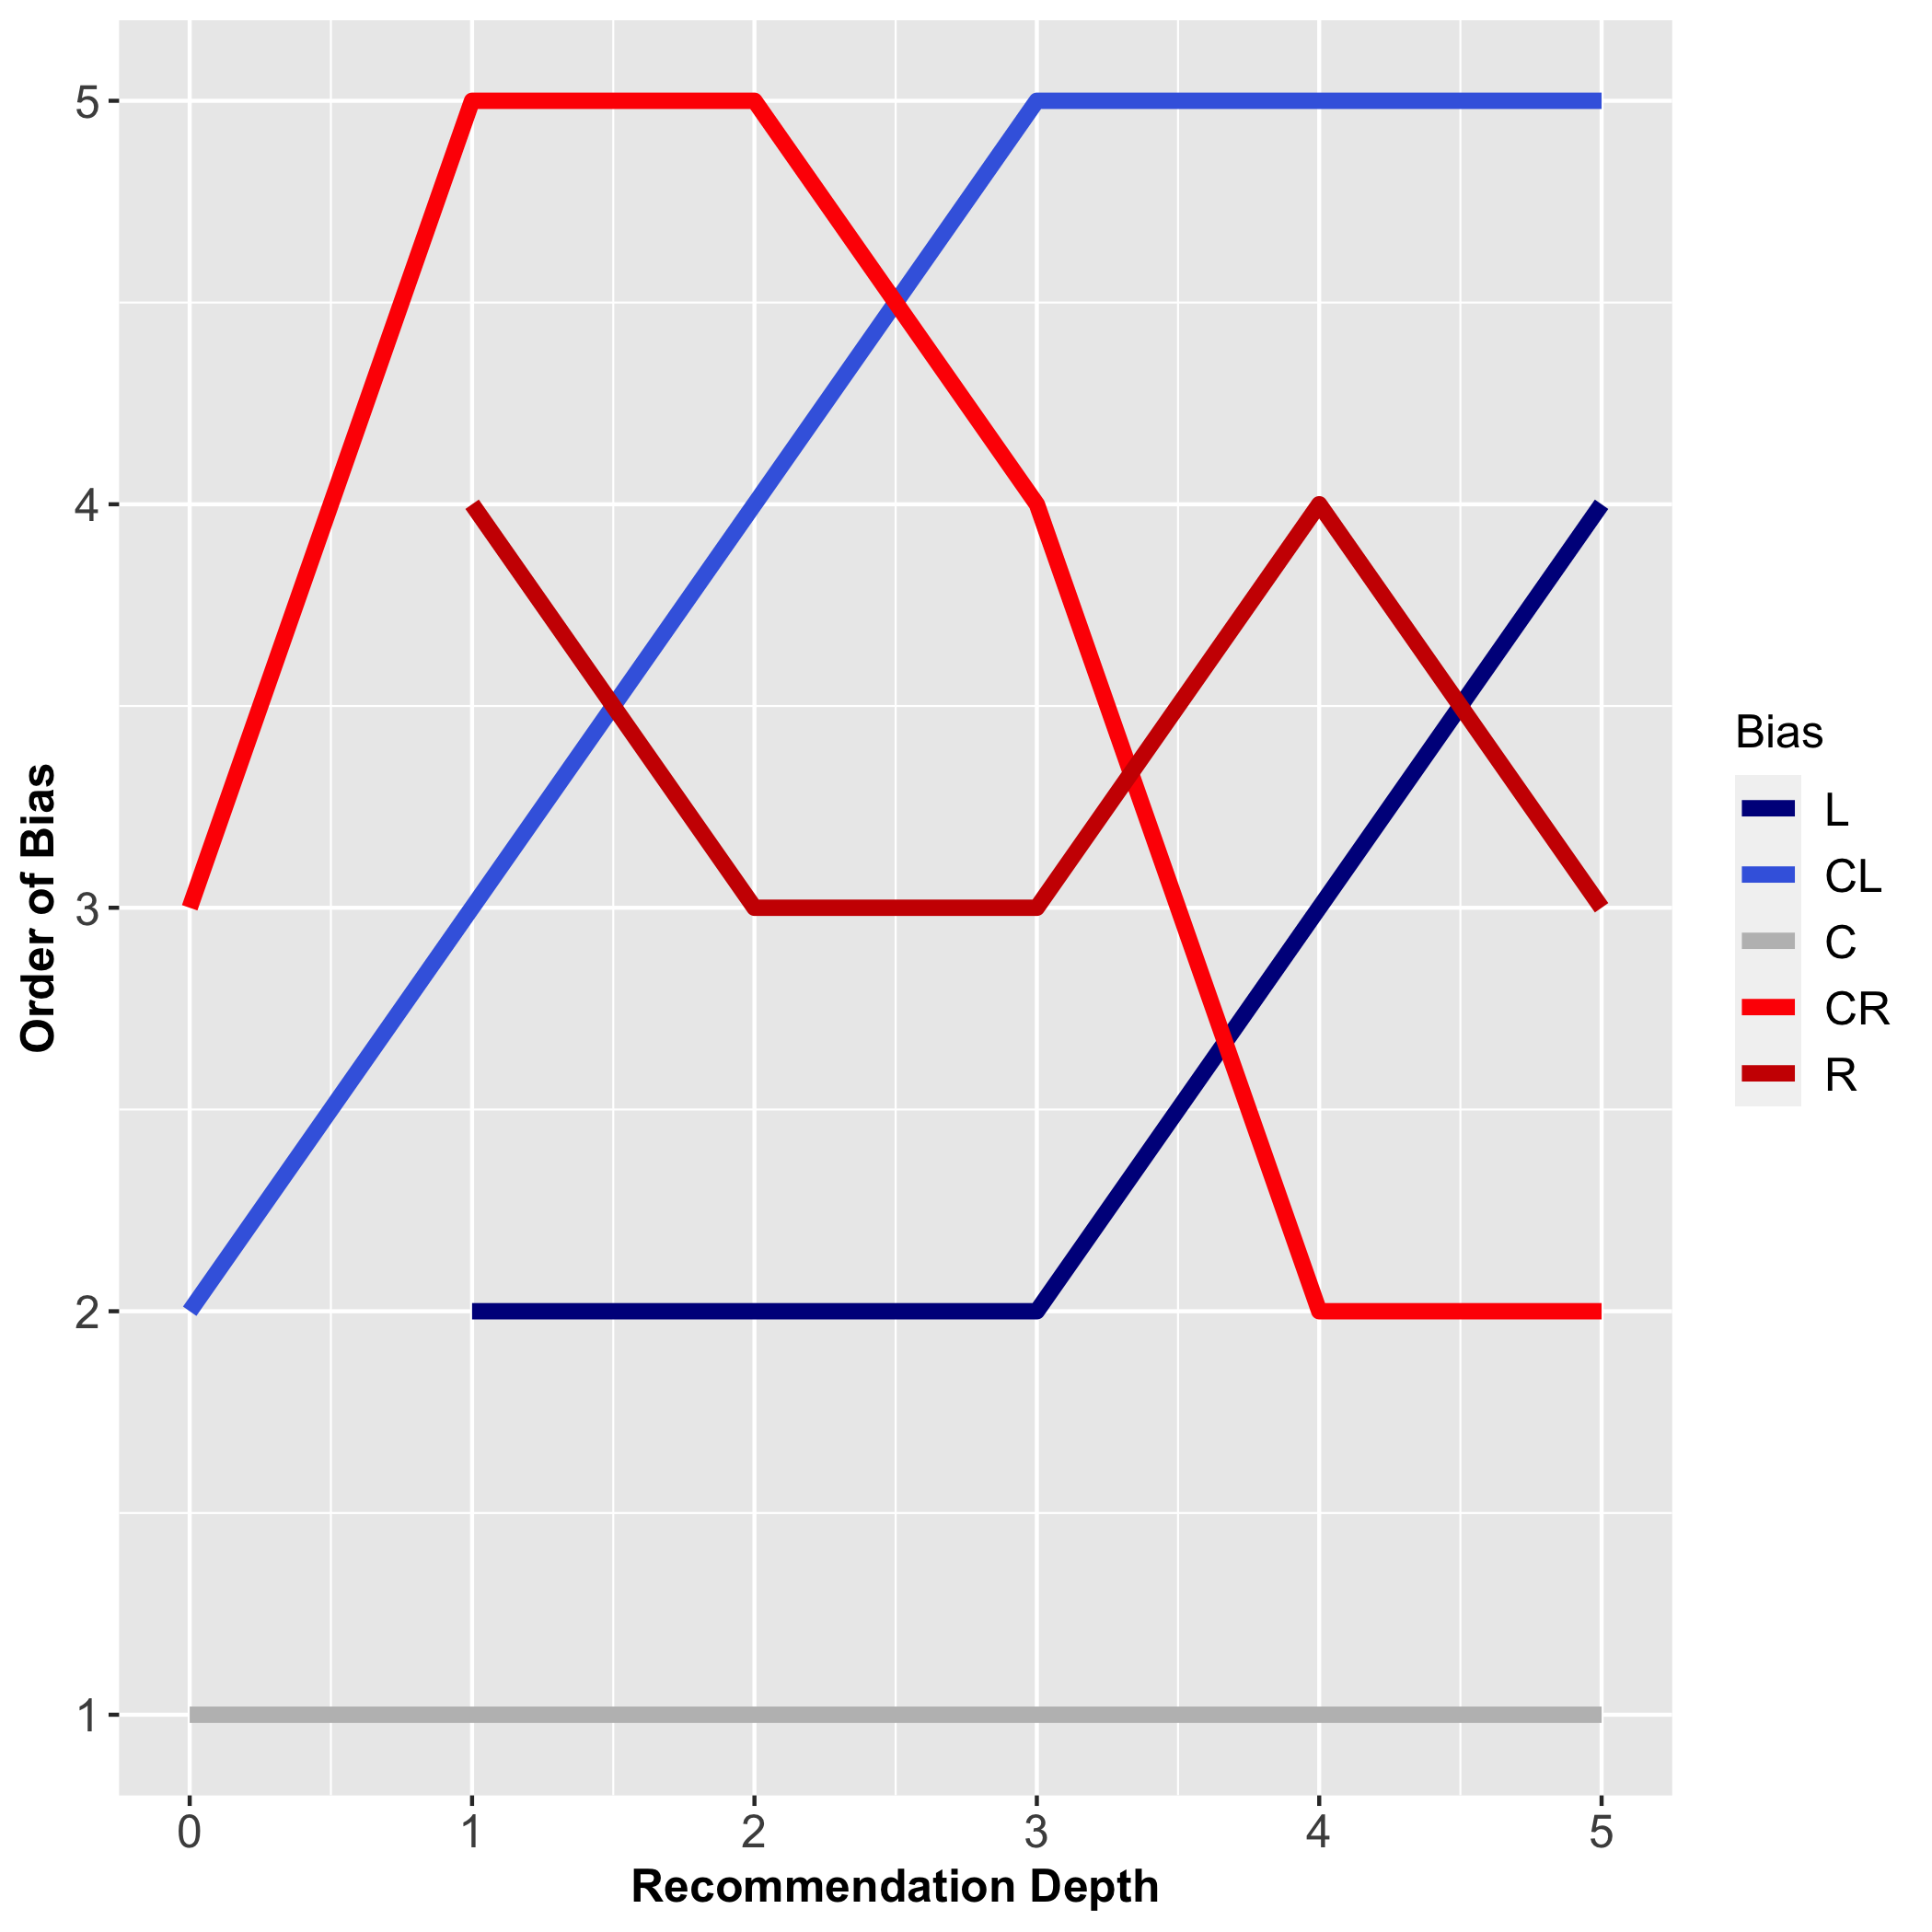 5
4
3
2
1
Order of Bias
0 1 2 3 4 5
Recommendation Depth
Bias
L
CL
C
CR
R